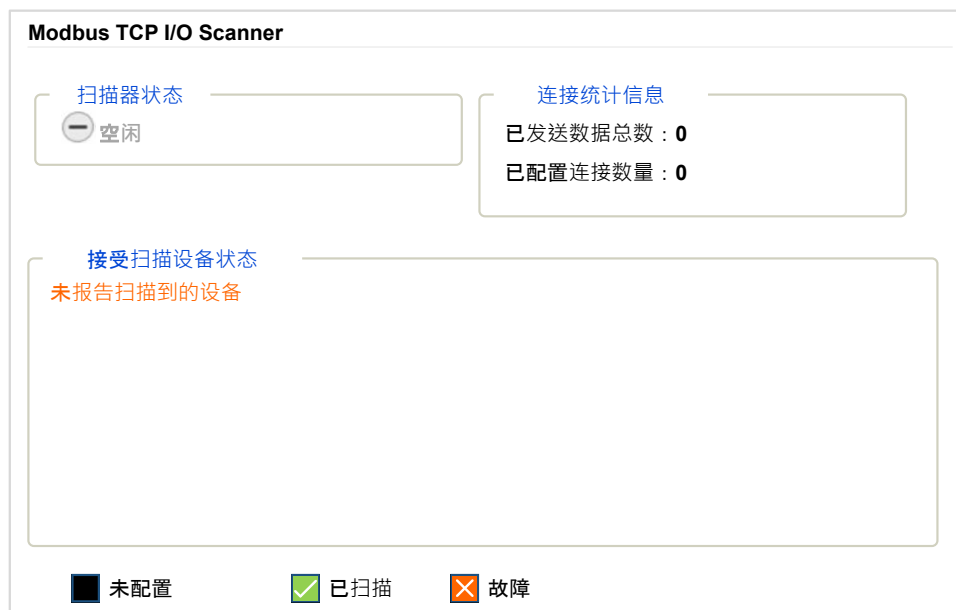 Modbus TCP I/O Scanner
扫描器状态
空闲
连接统计信息
已发送数据总数：0
已配置连接数量：0
接受扫描设备状态
未报告扫描到的设备
未配置 已扫描 故障